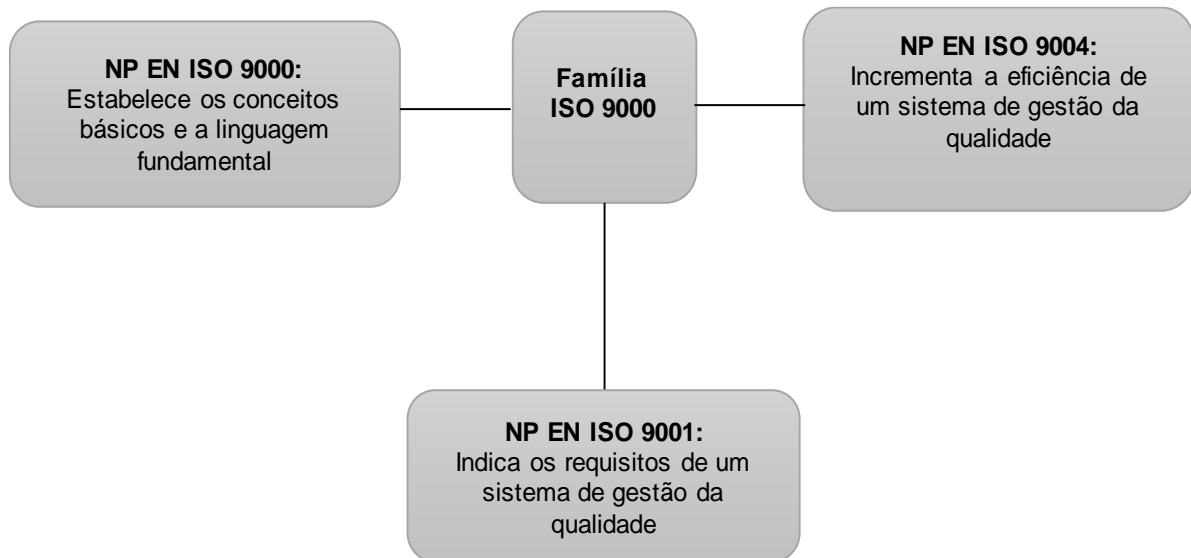 NP EN ISO 9000:
Estabelece os conceitos
básicos e a linguagem
fundamental
Família
ISO 9000
NP EN ISO 9004:
Incrementa a eficiência de
um sistema de gestão da
qualidade
NP EN ISO 9001:
Indica os requisitos de um
sistema de gestão da
qualidade